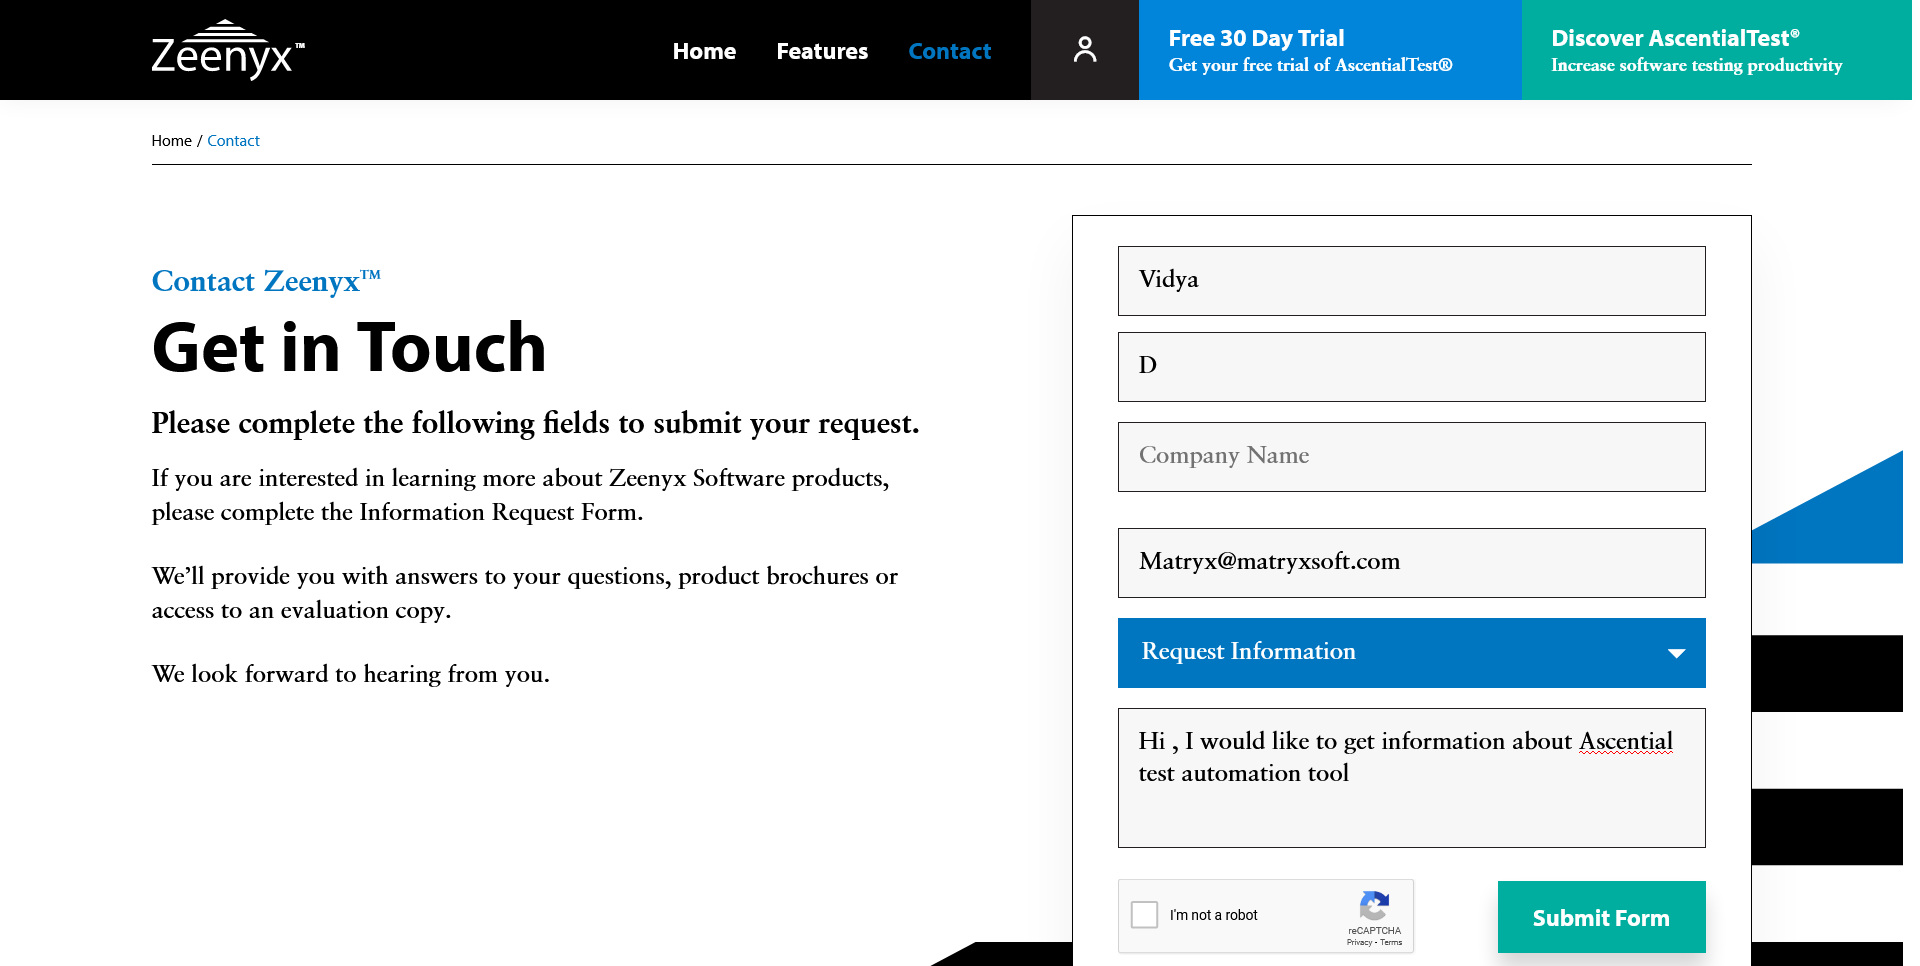 Zeenyx™
Home
Features
Contact
Free 30 Day Trial
Get your free trial of AscentialTest®
Discover AscentialTest®
Increase software testing productivity
Home / Contact
Contact Zeenyx™
Get in Touch
Please complete the following fields to submit your request.
If you are interested in learning more about Zeenyx Software products,
please complete the Information Request Form.
We’ll provide you with answers to your questions, product brochures or
access to an evaluation copy.
We look forward to hearing from you.
Vidya
D
Company Name
Matryx@matryxsoft.com
Request Information
Hi , I would like to get information about Ascential
test automation tool
I'm not a robot
reCAPTCHA
Privacy - Terms
Submit Form